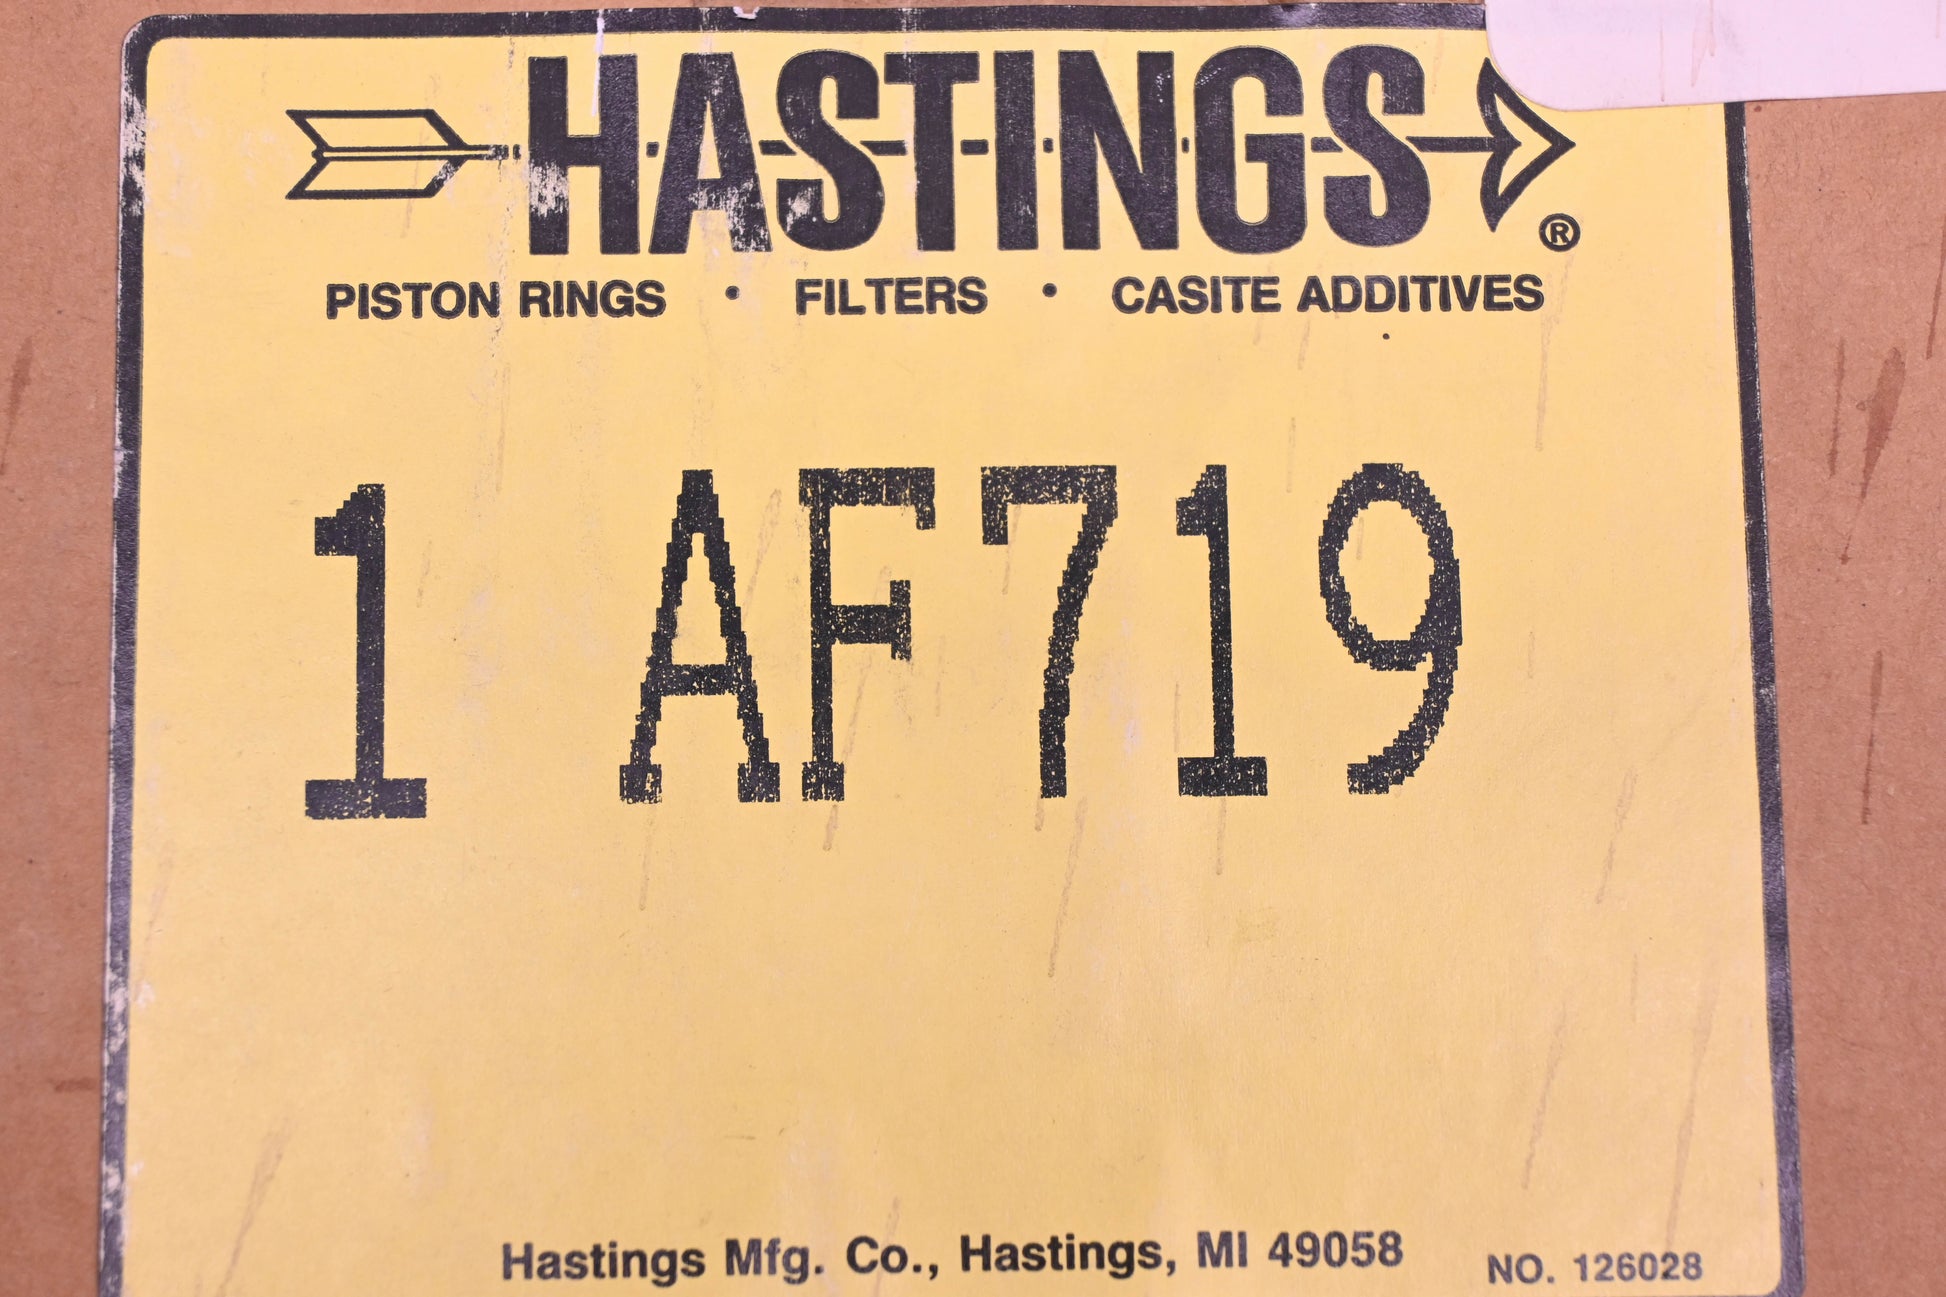 HASTINGS ®
PISTON RINGS • FILTERS • CASITE ADDITIVES
1 AF719
Hastings Mfg. Co., Hastings, MI 49058 NO. 126028